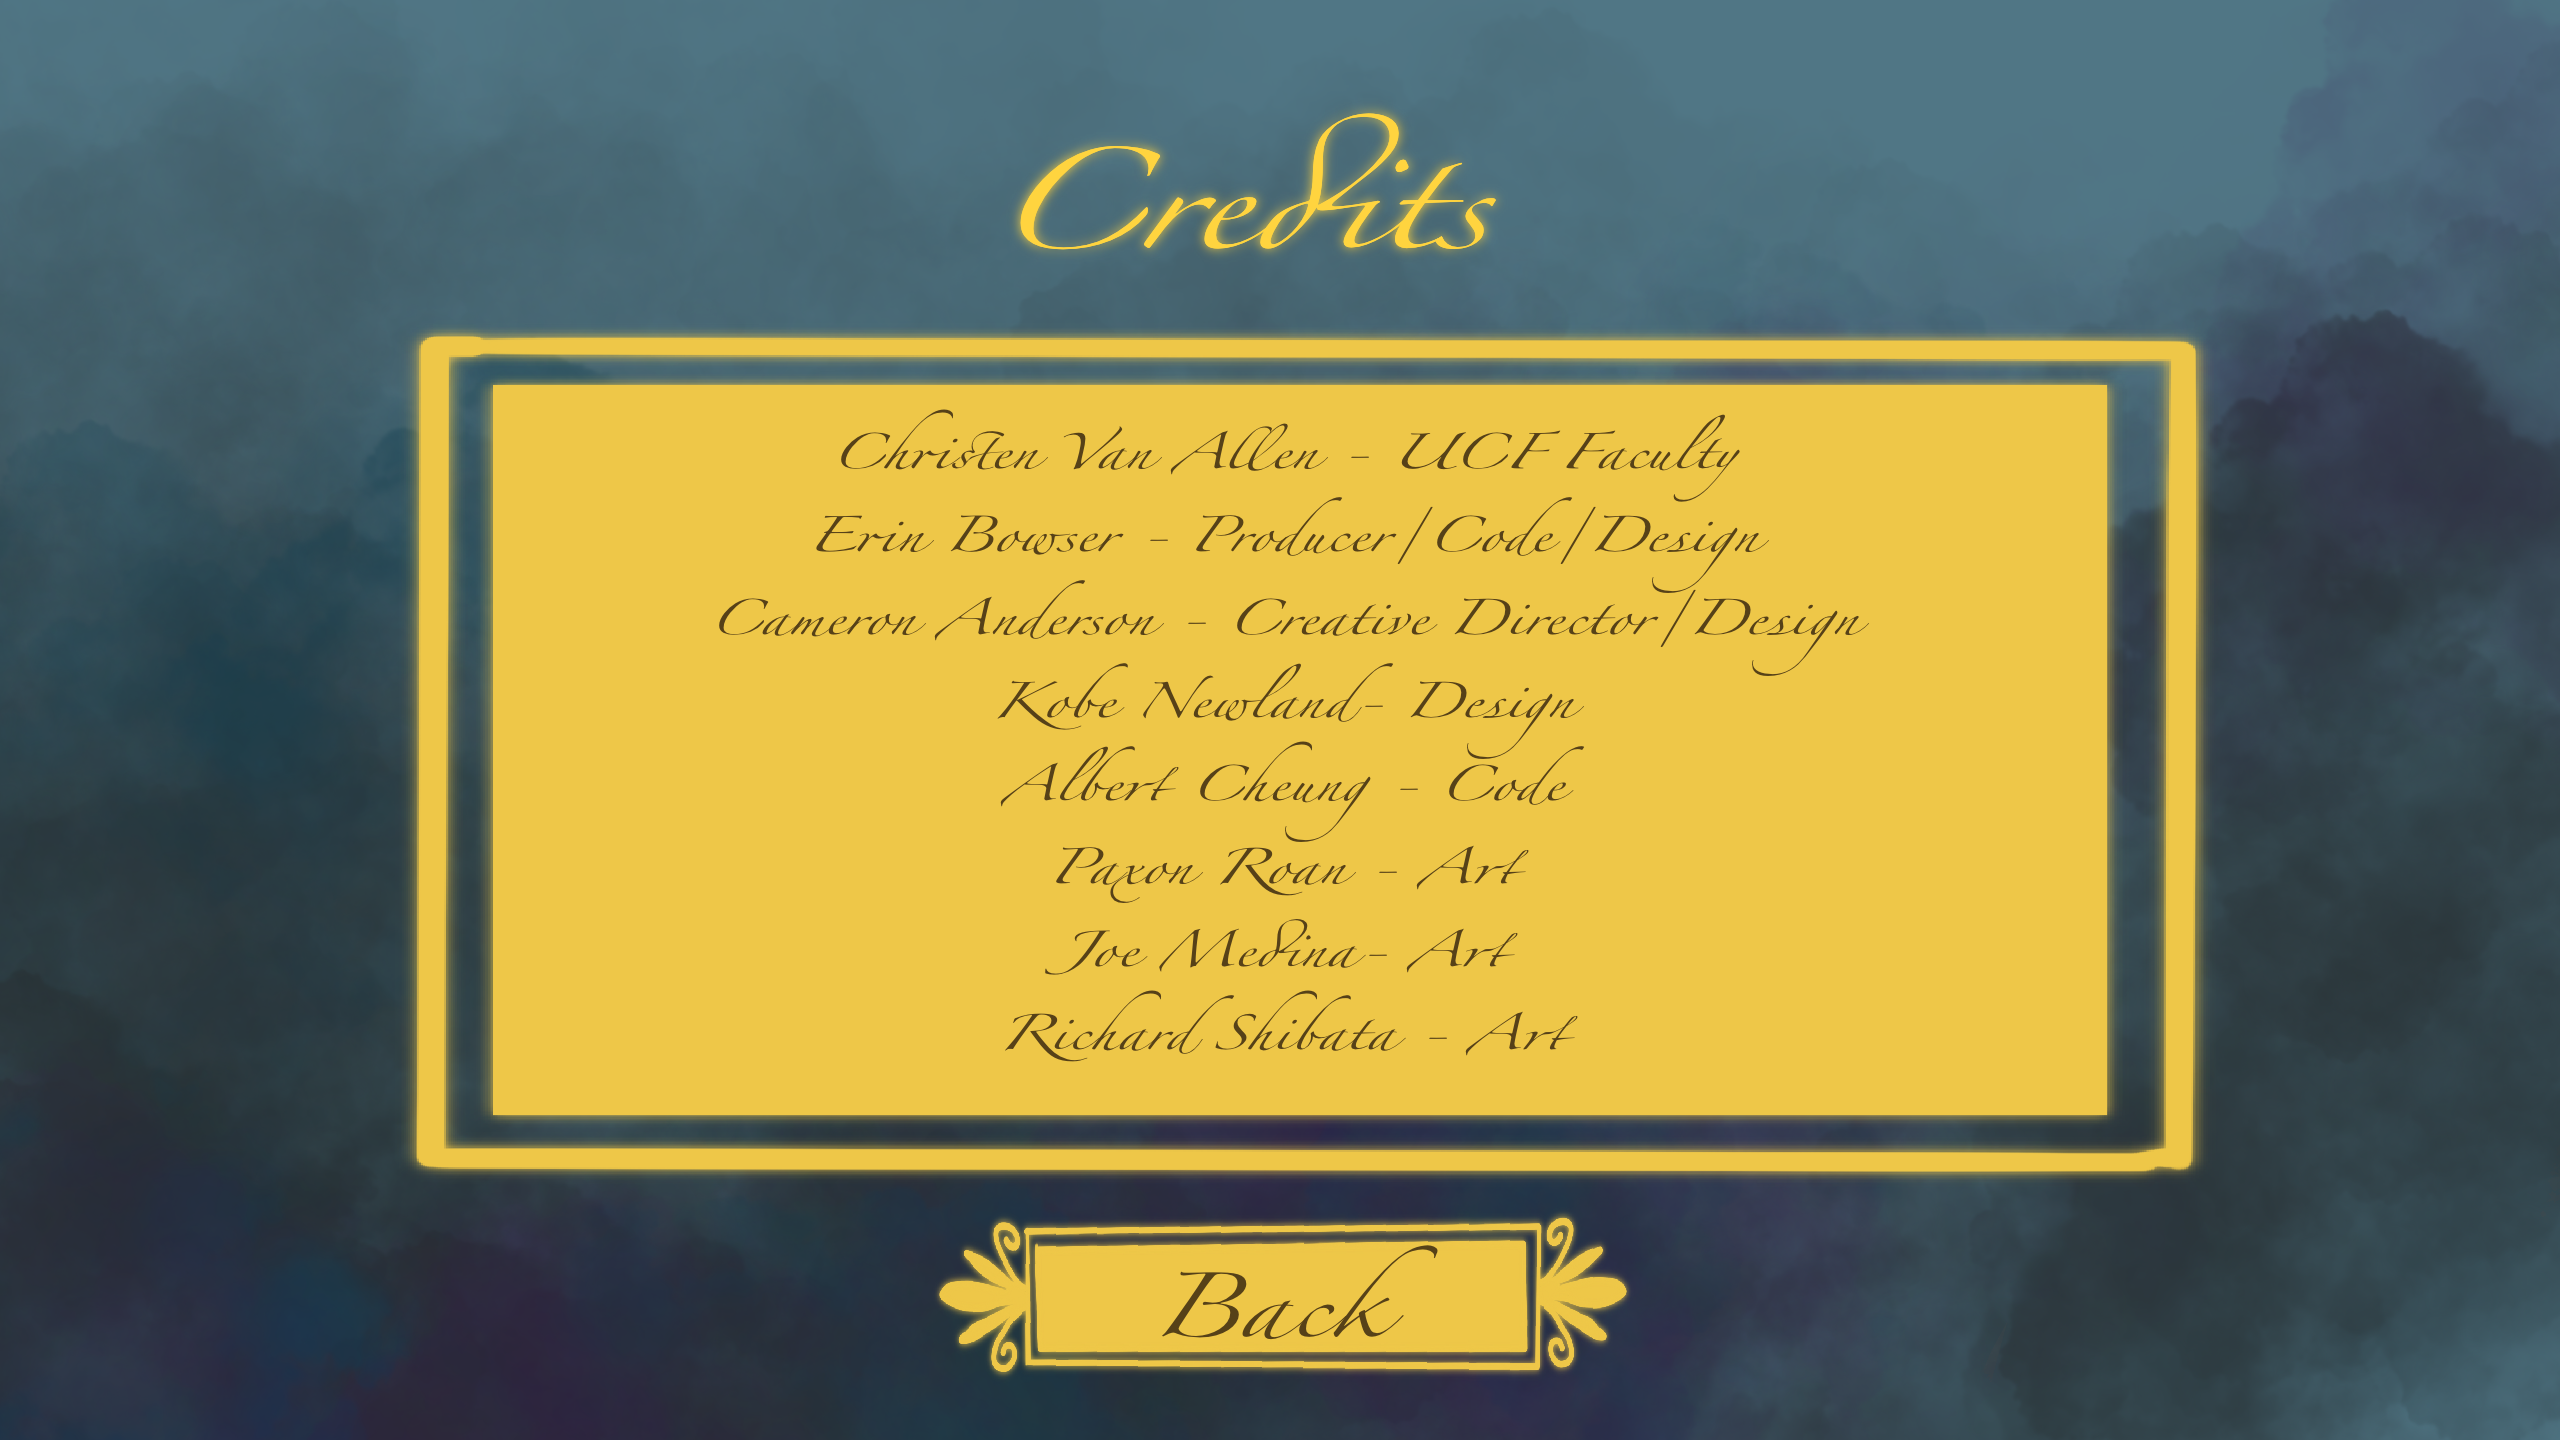 Credits
Christen Van Allen - UCF Faculty
Erin Bowser - Producer/Code/Design
Cameron Anderson - Creative Director/Design
Kobe Newland- Design
Albert Cheung - Code
Paxon Roan - Art
Joe Medina- Art
Richard Shibata - Art
Back